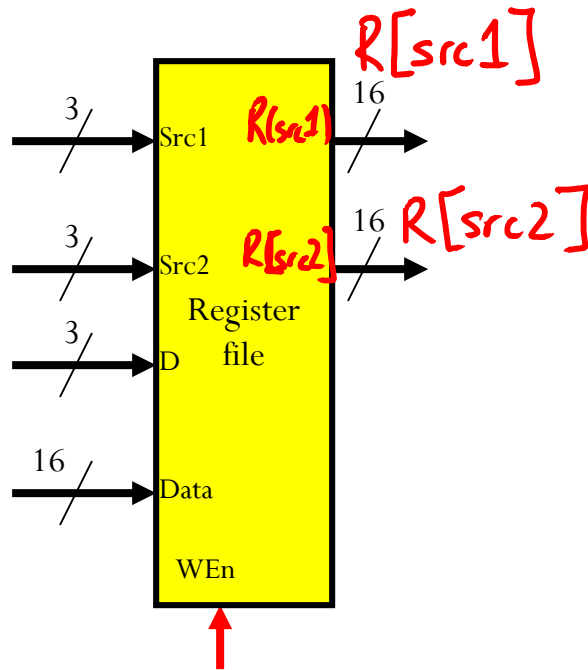 R[src1]
3
16
Src1
R(src1)
3
16
R[src2]
Src2
R[src2]
Register
file
3
D
16
Data
WEn